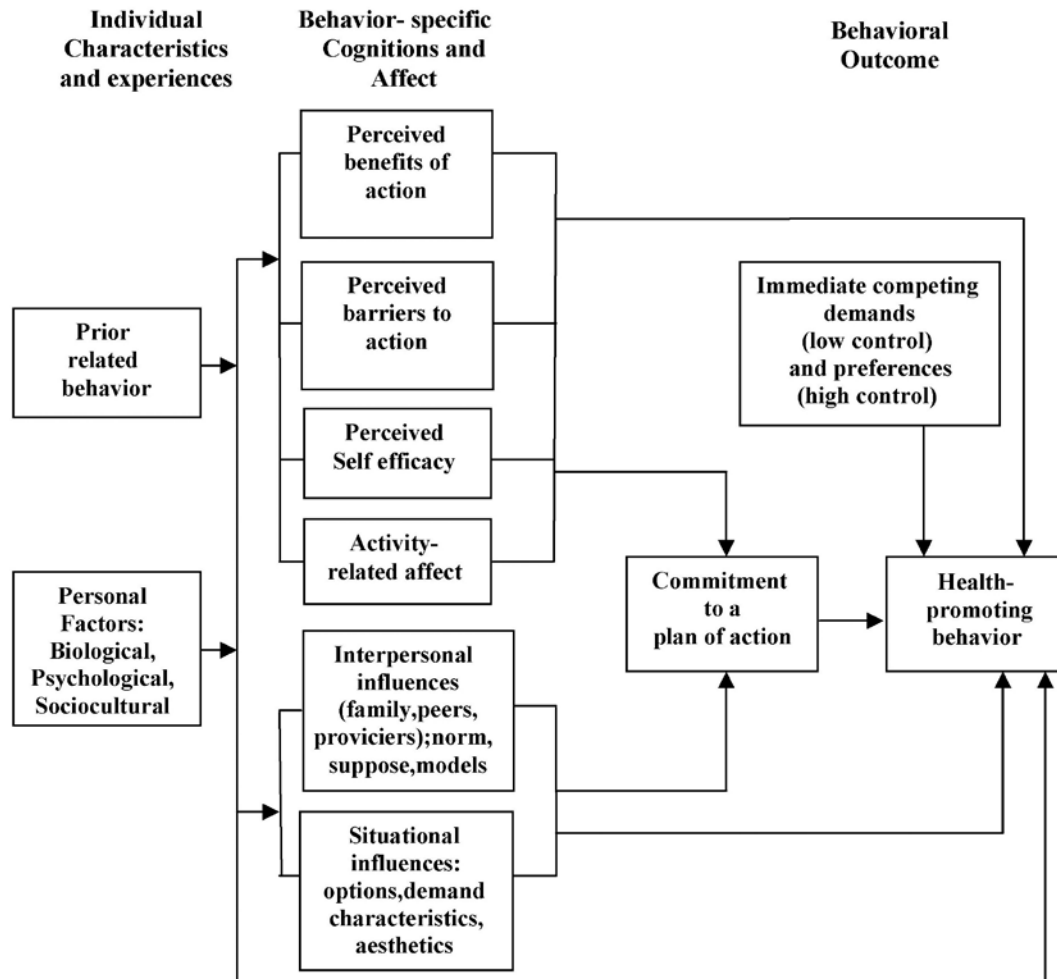 Individual
Characteristics
and experiences
Behavior- specific
Cognitions and
Affect
Behavioral
Outcome
Perceived
benefits of
action
Perceived
barriers to
action
Immediate competing
demands
(low control)
and preferences
(high control)
Prior
related
behavior
Perceived
Self efficacy
Activity-
related affect
Personal
Factors:
Biological,
Psychological,
Sociocultural
Commitment
to a
plan of action
Health-
promoting
behavior
Interpersonal
influences
(family,peers,
proviciers);norm,
suppose,models
Situational
influences:
options,demand
characteristics,
aesthetics